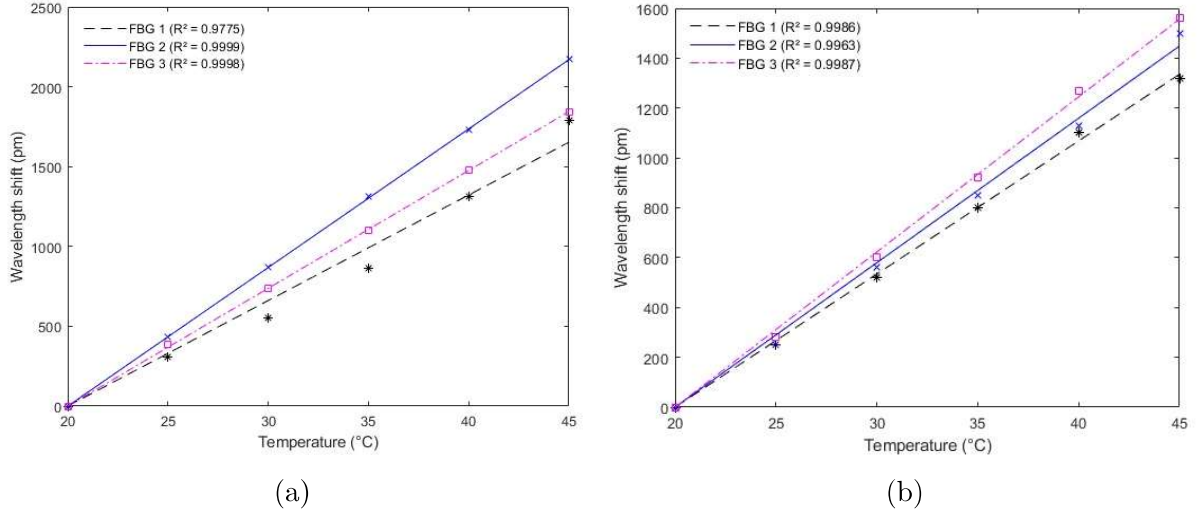 2500
2000
1500
1000
500
0
Wavelength shift (pm)
FBG 1 (R² = 0.9775)
FBG 2 (R² = 0.9999)
FBG 3 (R² = 0.9998)
20 25 30 35 40 45
Temperature (°C)
(a)
1600
1400
1200
1000
800
600
400
200
0
Wavelength shift (pm)
FBG 1 (R² = 0.9986)
FBG 2 (R² = 0.9963)
FBG 3 (R² = 0.9987)
20 25 30 35 40 45
Temperature (°C)
(b)